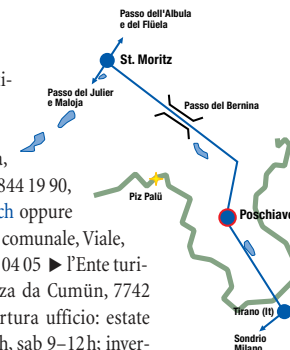 Passo dell'Albula
e del Flüela
St. Moritz
Passo del Julier
e Maloja
Passo del Bernina
Piz Palü
Poschiavo
Tirano (It)
Sondrio
Milano
844 19 90,
ch oppure
comunale, Viale,
04 05 ► l'Ente turi-
za da Cumün, 7742
rtura ufficio: estate
h, sab 9–12 h; inver-